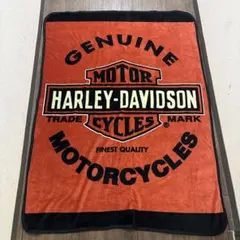 GENUINE
MOTOR
HARLEY-DAVIDSON
TRADE MARK
CYCLES ®
FINEST QUALITY
MOTORCYCLES